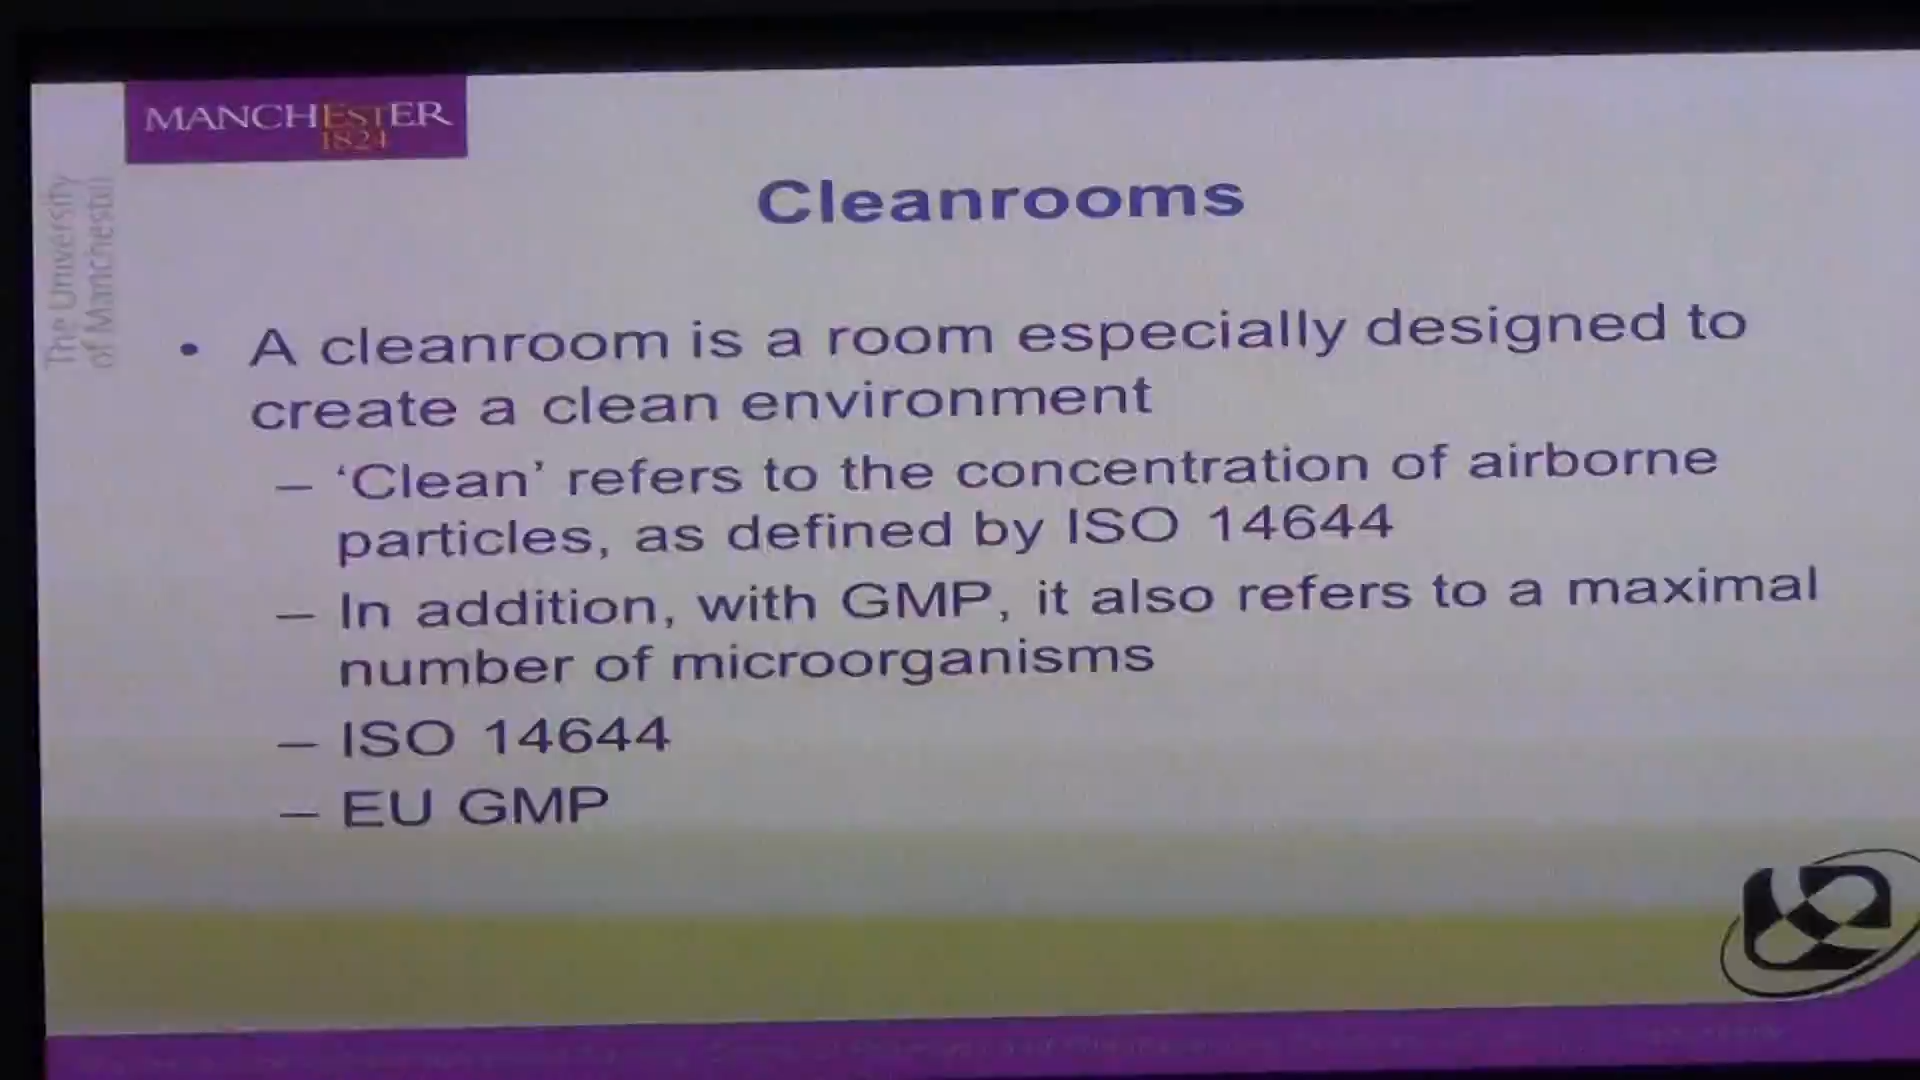 MANCHESTER
1824
The University
of Manchester
Cleanrooms
• A cleanroom is a room especially designed to
create a clean environment
– ‘Clean’ refers to the concentration of airborne
particles, as defined by ISO 14644
– In addition, with GMP, it also refers to a maximal
number of microorganisms
– ISO 14644
– EU GMP